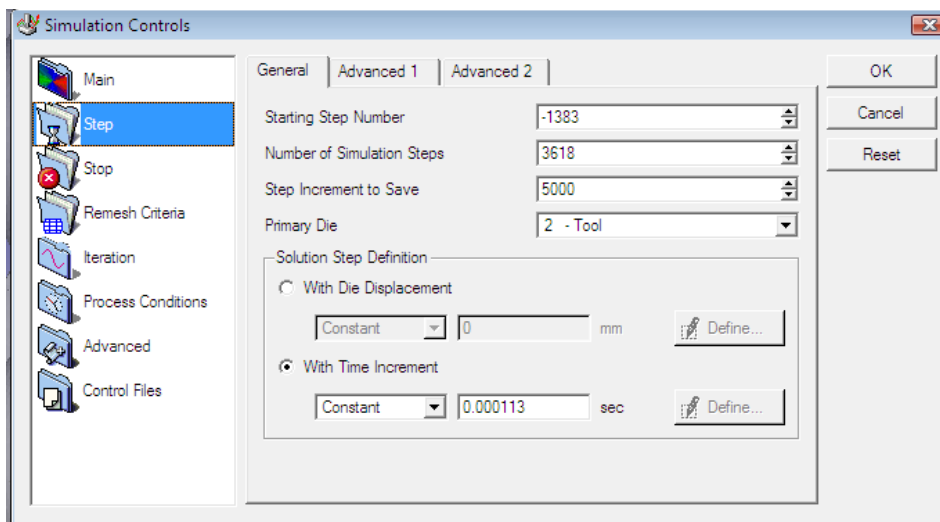 Simulation Controls
Main
Step
Stop
Remesh Criteria
Iteration
Process Conditions
Advanced
Control Files
General
Advanced 1
Advanced 2
Starting Step Number
-1383
Number of Simulation Steps
3618
Step Increment to Save
5000
Primary Die
2 - Tool
Solution Step Definition
With Die Displacement
Constant
0
mm
Define...
With Time Increment
Constant
0.000113
sec
Define...
OK
Cancel
Reset